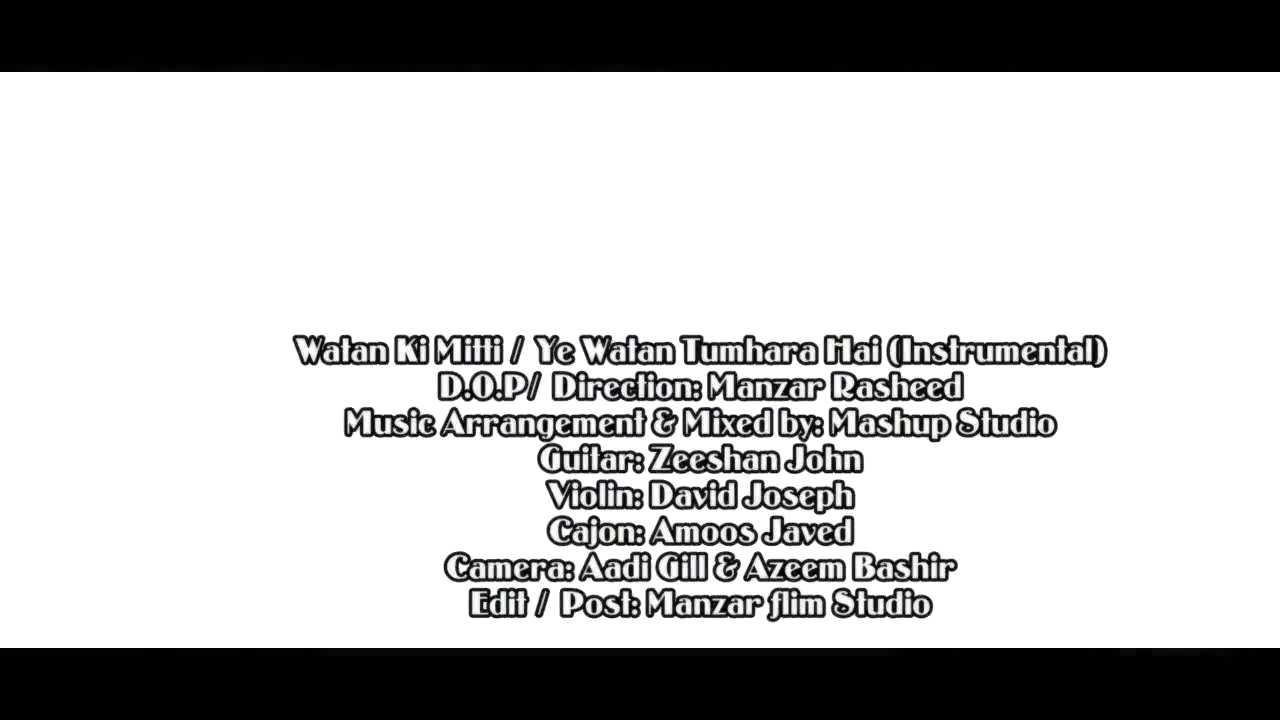 Watan Ki Mitti / Ye Watan Tumhara Hai (Instrumental)
D.O.P/ Direction: Manzar Rasheed
Music Arrangement & Mixed by: Mashup Studio
Guitar: Zeeshan John
Violin: David Joseph
Cajon: Amoos Javed
Camera: Aadi Gill & Azeem Bashir
Edit / Post: Manzar flim Studio